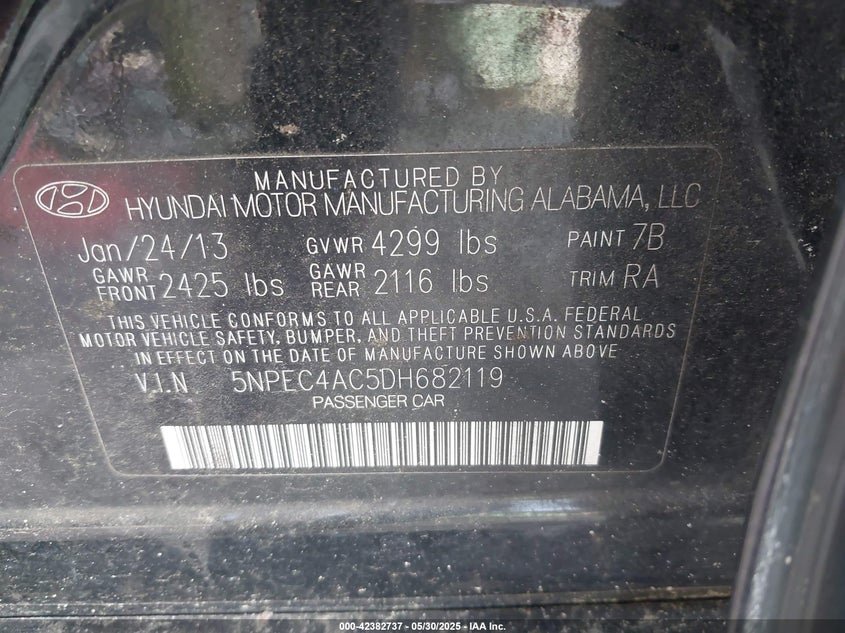 MANUFACTURED BY
HYUNDAI MOTOR MANUFACTURING ALABAMA, LLC
Jan/24/13 GVWR 4299 lbs PAINT 7B
GAWR FRONT 2425 lbs GAWR REAR 2116 lbs TRIM RA
THIS VEHICLE CONFORMS TO ALL APPLICABLE U.S.A. FEDERAL
MOTOR VEHICLE SAFETY, BUMPER, AND THEFT PREVENTION STANDARDS
IN EFFECT ON THE DATE OF MANUFACTURE SHOWN ABOVE
V.I.N 5NPEC4AC5DH682119
PASSENGER CAR
000-42382737 - 05/30/2025 - IAA Inc.